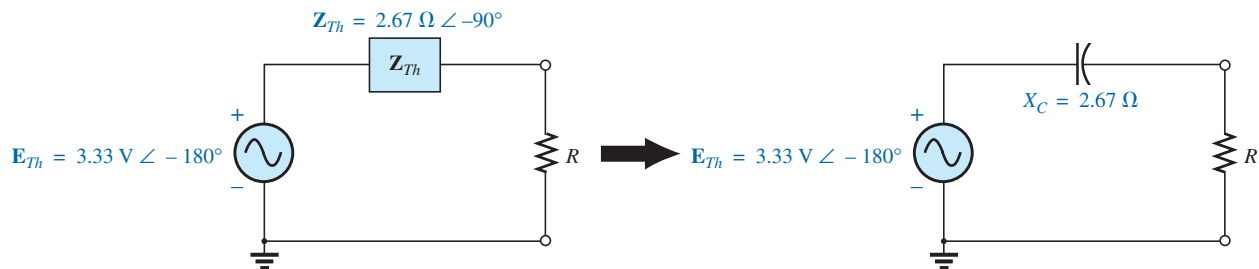 Z_Th = 2.67 Ω ∠ –90°
Z_Th
+
E_Th = 3.33 V ∠ – 180°
–
R
X_C = 2.67 Ω
+
E_Th = 3.33 V ∠ – 180°
–
R